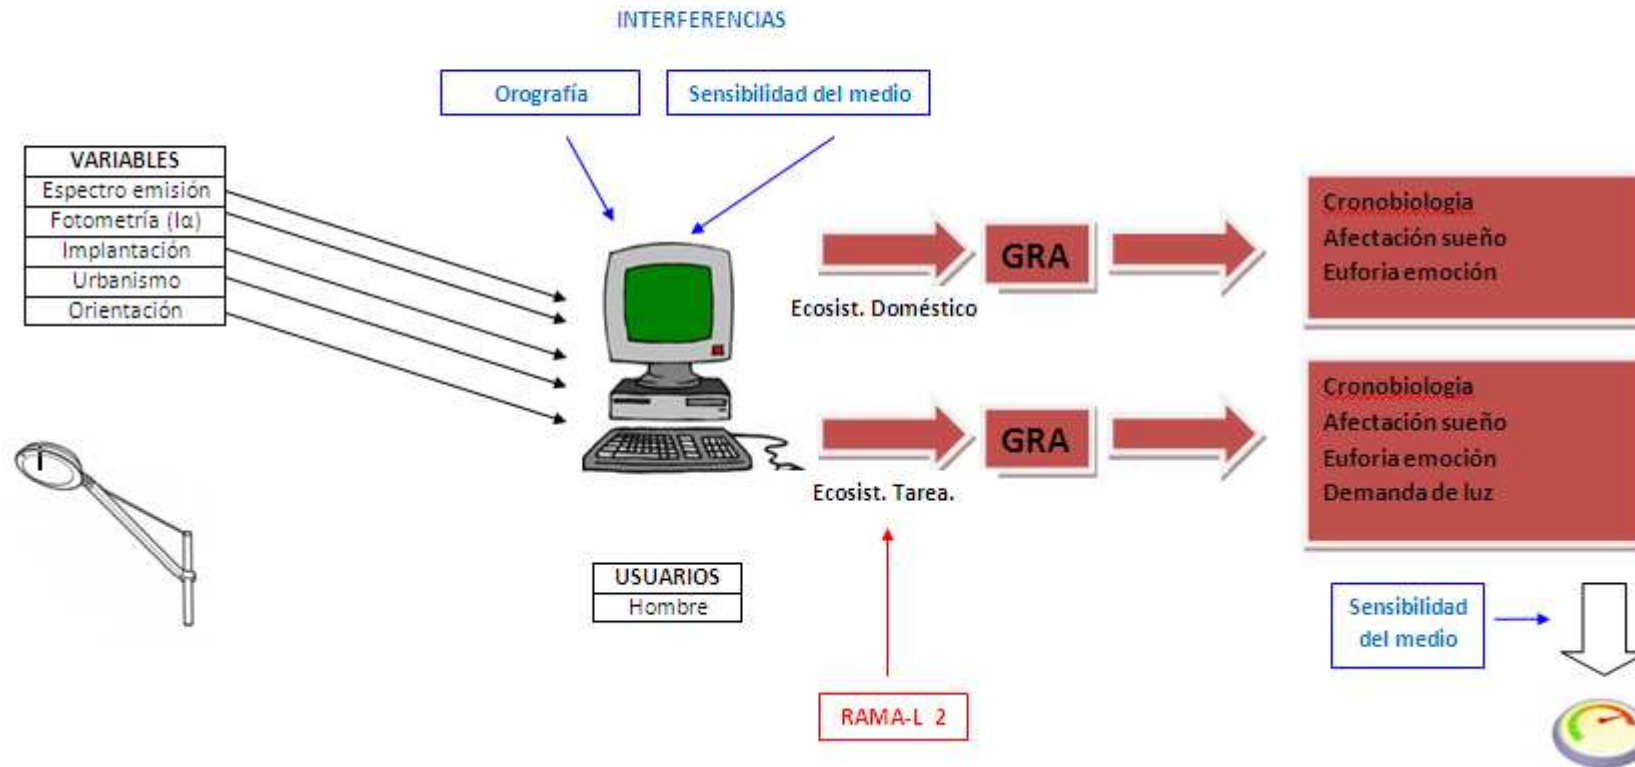 INTERFERENCIAS
Orografía
Sensibilidad del medio
VARIABLES
Espectro emisión
Fotometría (Iα)
Implantación
Urbanismo
Orientación
GRA
Ecosist. Doméstico
Cronobiologia
Afectación sueño
Euforia emoción
GRA
Ecosist. Tarea.
Cronobiologia
Afectación sueño
Euforia emoción
Demanda de luz
USUARIOS
Hombre
Sensibilidad
del medio
RAMA-L 2